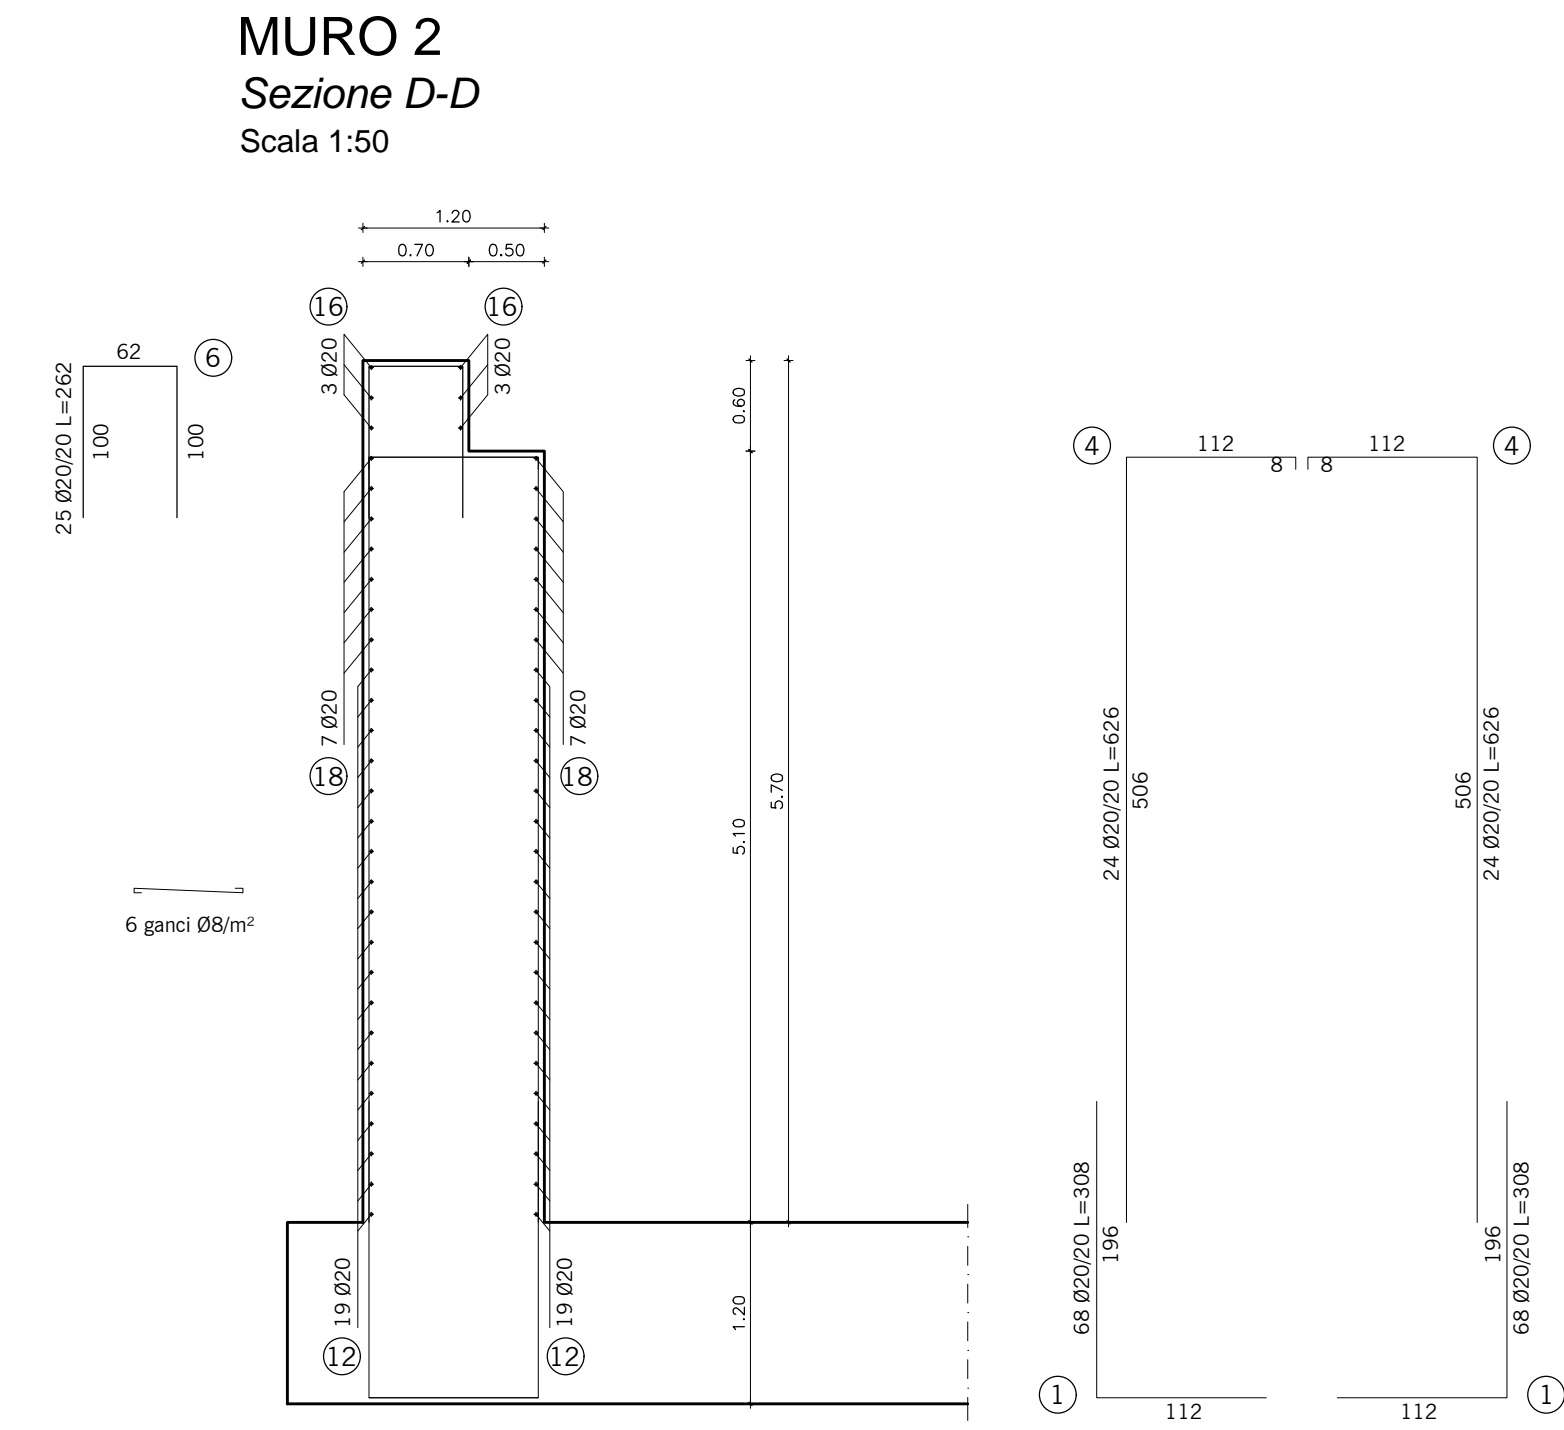 MURO 2
Sezione D-D
Scala 1:50
1.20
0.70
0.50
16
16
3 Ø20
3 Ø20
62
6
25 Ø20/20 L=262
100
100
0.60
5.10
5.70
1.20
7 Ø20
7 Ø20
18
18
6 ganci Ø8/m²
19 Ø20
19 Ø20
12
12
4
112
8
8
112
4
24 Ø20/20 L=626
506
506
24 Ø20/20 L=626
68 Ø20/20 L=308
196
196
68 Ø20/20 L=308
1
112
112
1